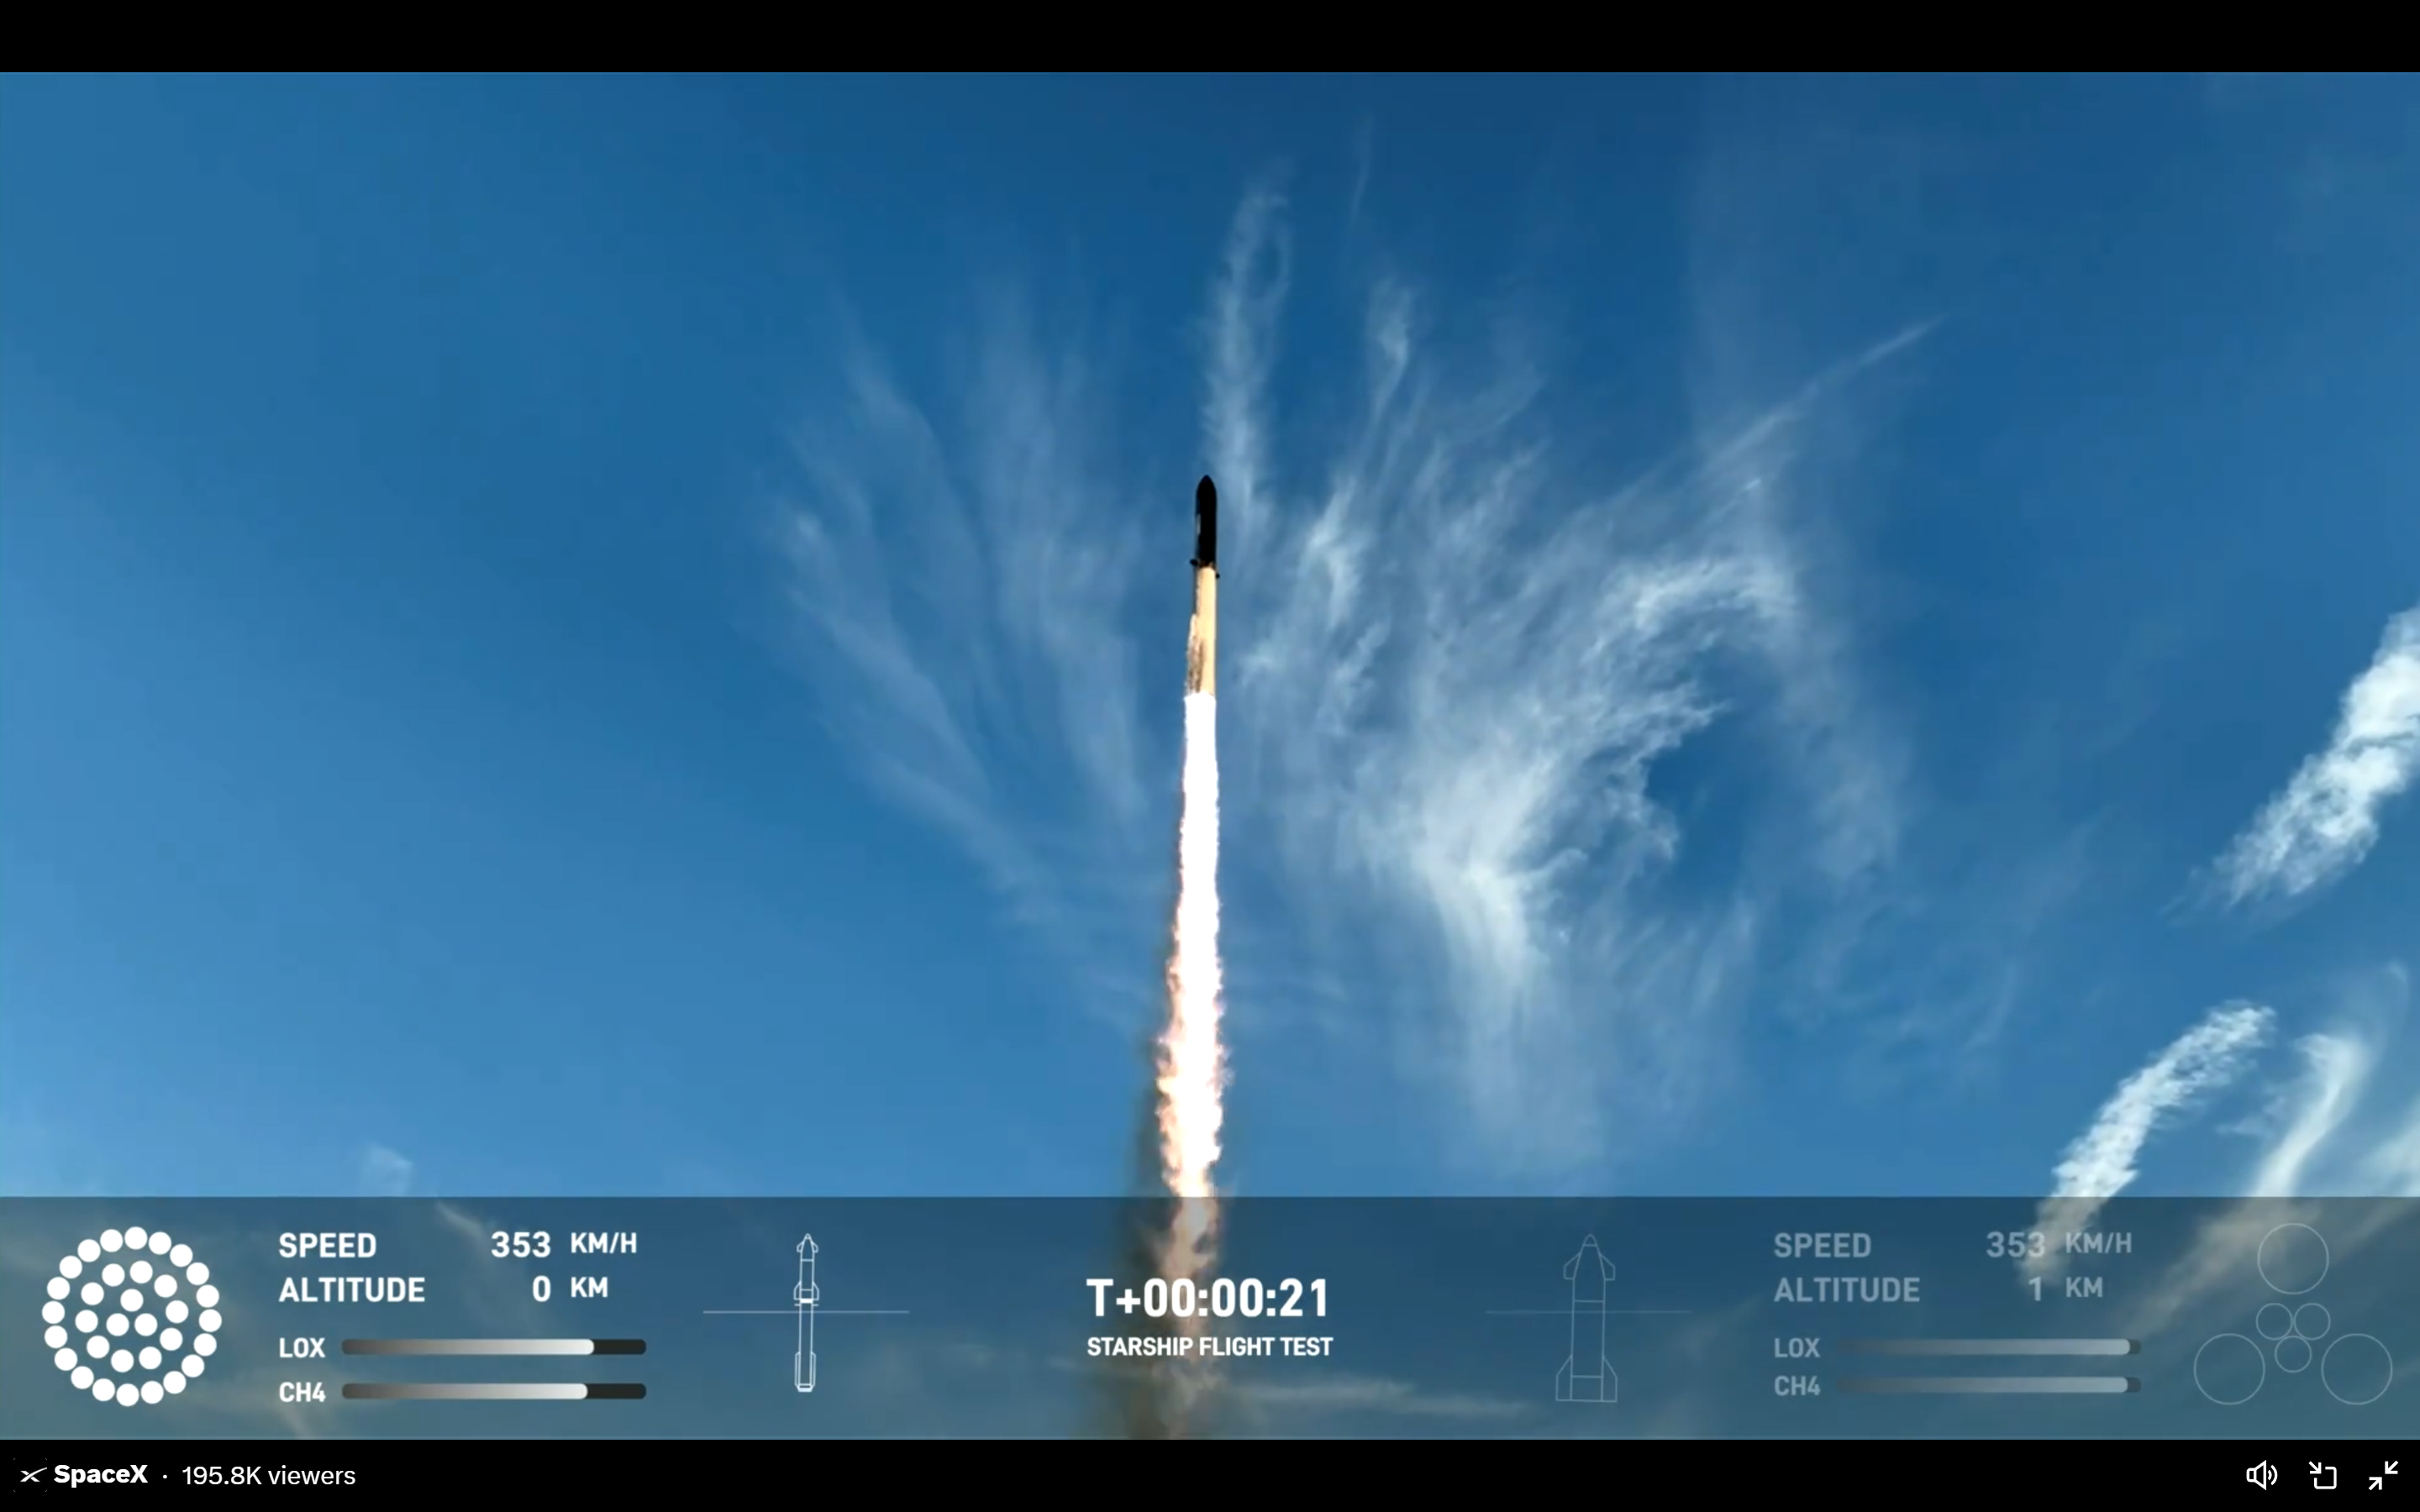 SPEED 353 KM/H
ALTITUDE 0 KM
LOX
CH4
T+00:00:21
STARSHIP FLIGHT TEST
SPEED 353 KM/H
ALTITUDE 1 KM
LOX
CH4
SpaceX · 195.8K viewers